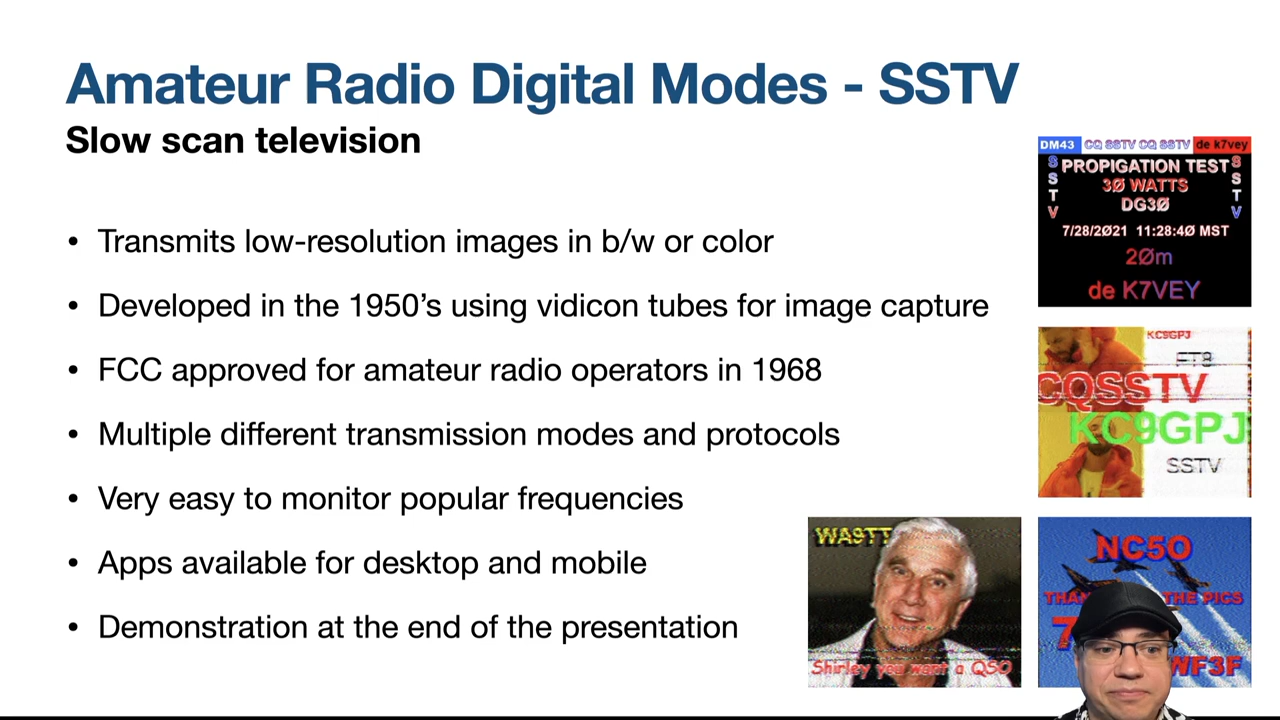 Amateur Radio Digital Modes - SSTV
Slow scan television
• Transmits low-resolution images in b/w or color
• Developed in the 1950’s using vidicon tubes for image capture
• FCC approved for amateur radio operators in 1968
• Multiple different transmission modes and protocols
• Very easy to monitor popular frequencies
• Apps available for desktop and mobile
• Demonstration at the end of the presentation
DM43 CQ SSTV CQ SSTV de k7vey
SSTV
PROPIGATION TEST
3Ø WATTS
DG3Ø
7/28/2Ø21 11:28:4Ø MST
2Øm
de K7VEY
SSTV
KC9GPJ
FT8
CQSSTV
KC9GPJ
SSTV
WA9TT
Shirley you want a QSO
NC5O
THE PICS
7
WF3F